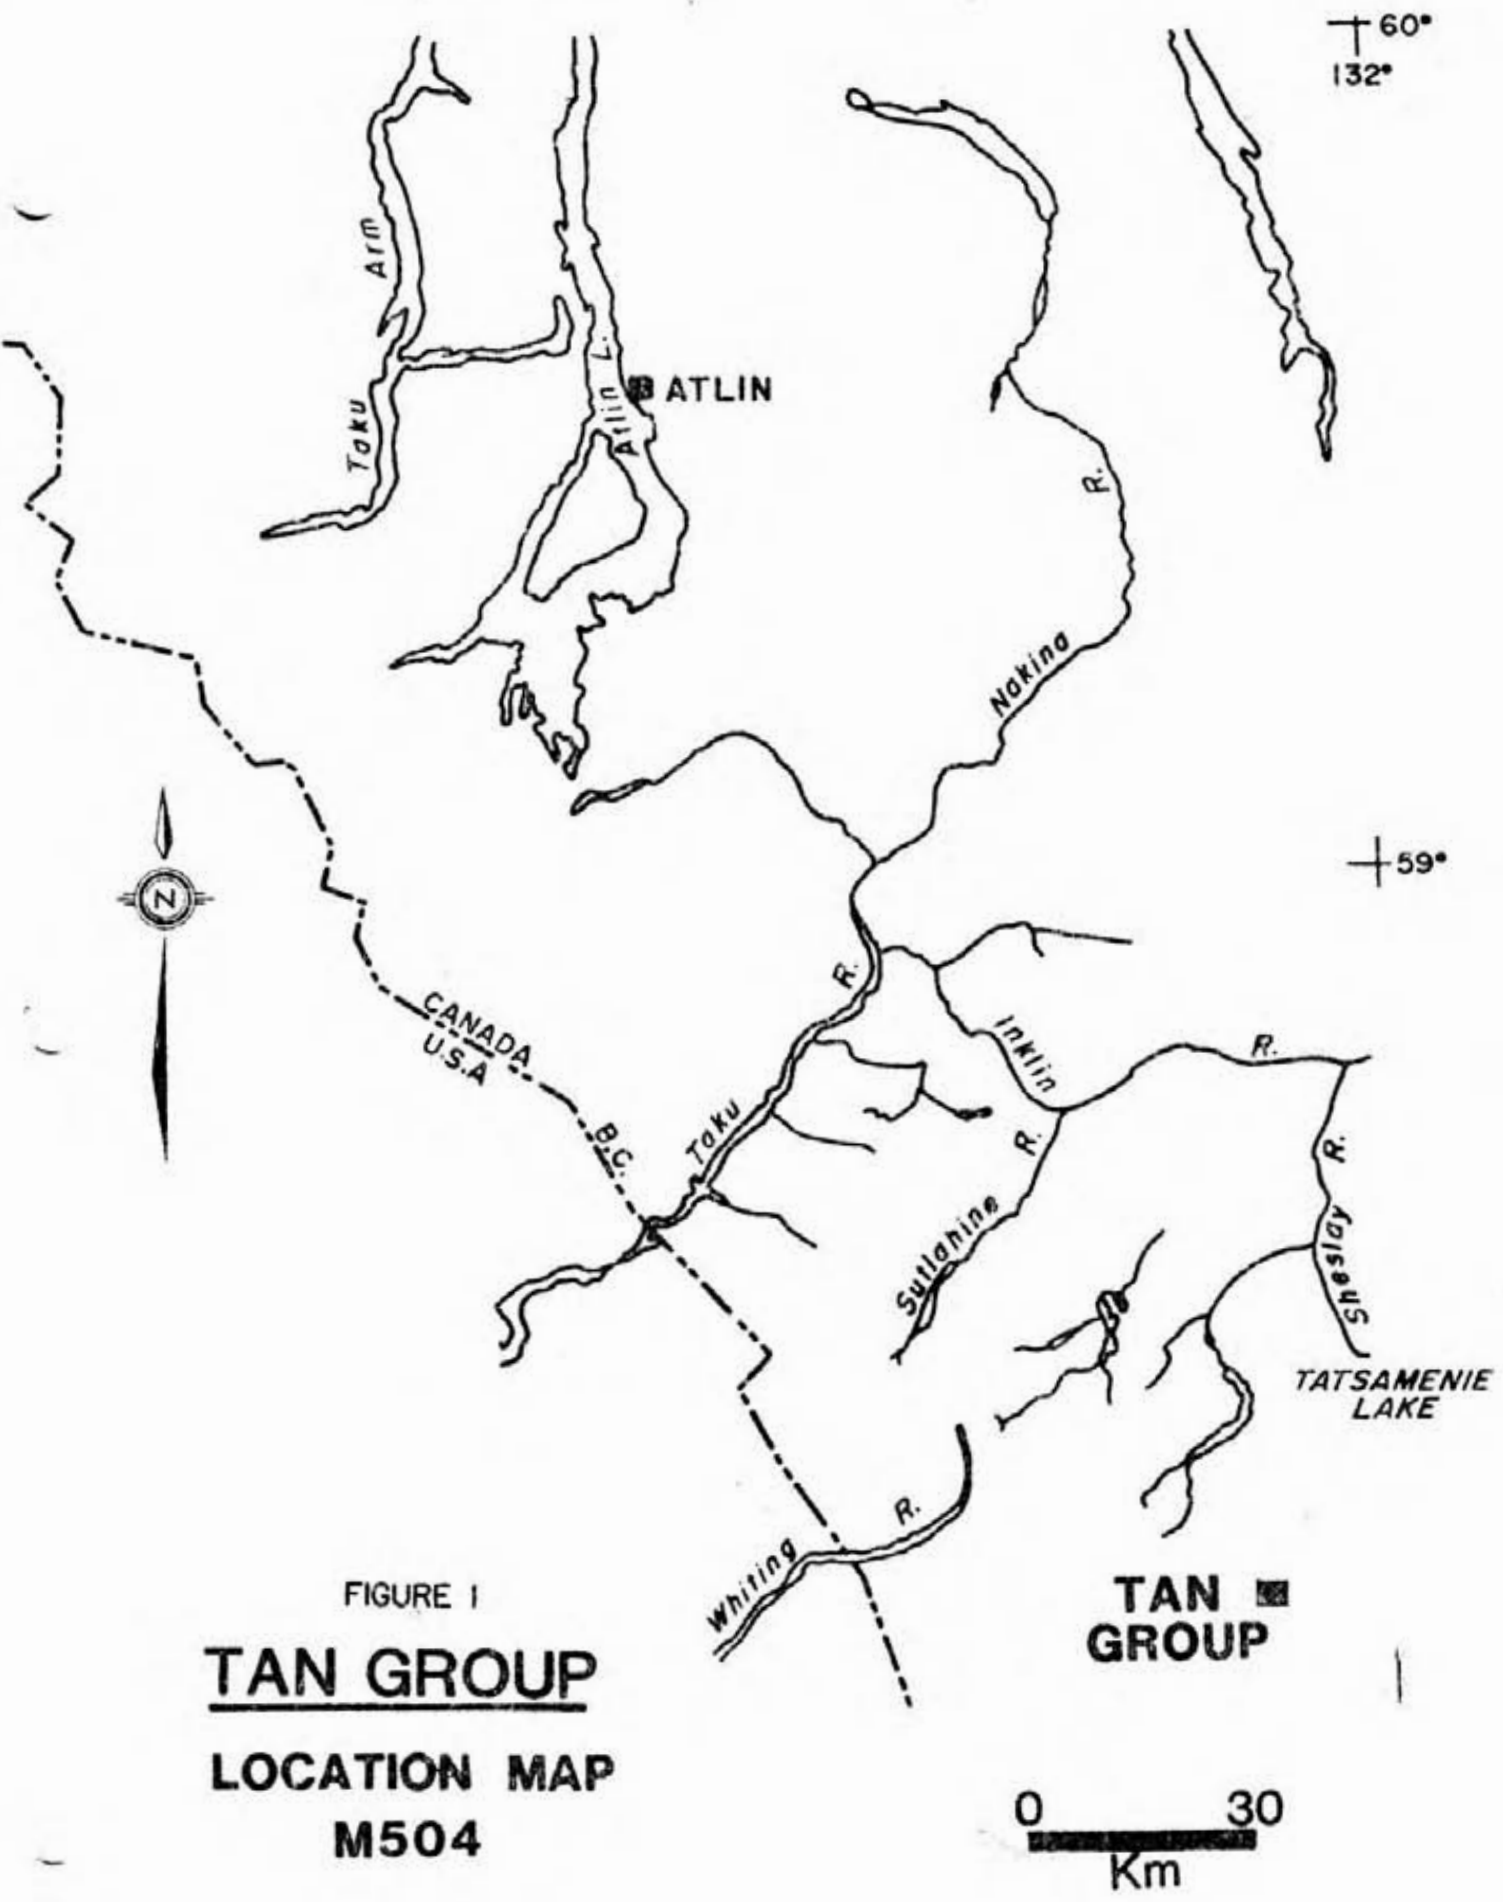 60°
132°
Taku Arm
Atlin L.
ATLIN
Nakina R.
59°
N
CANADA
U.S.A
B.C.
Taku R.
Inklin R.
Sutlahine R.
Sheslay R.
TATSAMENIE
LAKE
Whiting R.
TAN
GROUP
FIGURE 1
TAN GROUP
LOCATION MAP
M504
0 30
Km